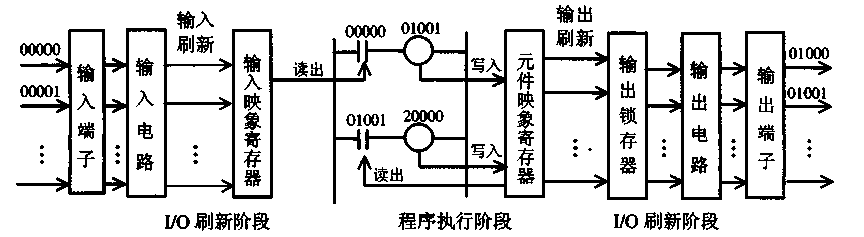 00000
00001
⋮
输入端子
输入电路
输入刷新
⋮
输入映象寄存器
读出
00000
01001
写入
01001
20000
写入
读出
元件映象寄存器
输出刷新
⋮
输出锁存器
⋮
输出电路
输出端子
01000
01001
⋮
I/O 刷新阶段
程序执行阶段
I/O 刷新阶段